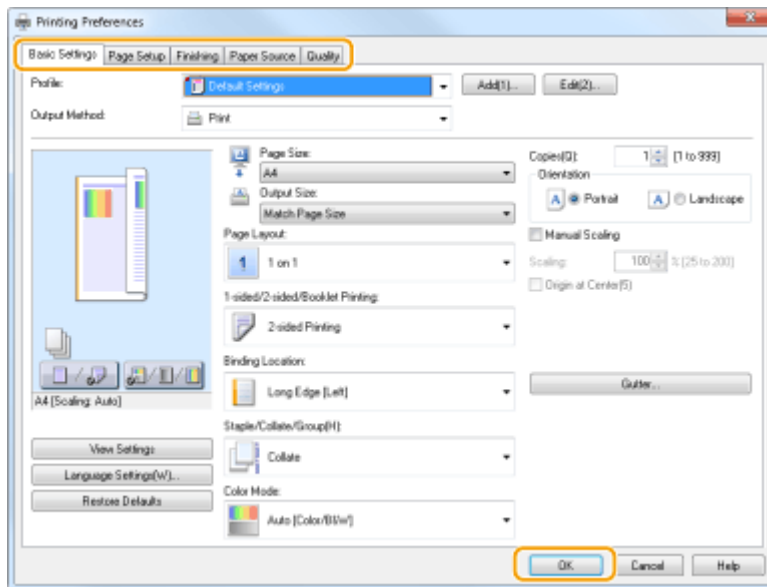 Printing Preferences
Basic Settings Page Setup Finishing Paper Source Quality
Profile: Default Settings Add(1)... Edit(2)...
Output Method: Print
Page Size:
A4
Output Size:
Match Page Size
Page Layout:
1 1 on 1
1-sided/2-sided/Booklet Printing:
2-sided Printing
Binding Location:
Long Edge [Left]
Staple/Collate/Group(H):
Collate
Color Mode:
Auto [Color/B/W]
Copies(Q): 1 [1 to 999]
Orientation
A Portrait A Landscape
Manual Scaling
Scaling: 100 % [25 to 200]
Origin at Center(5)
Gutter...
A4 [Scaling: Auto]
View Settings
Language Settings(W)...
Restore Defaults
OK Cancel Help